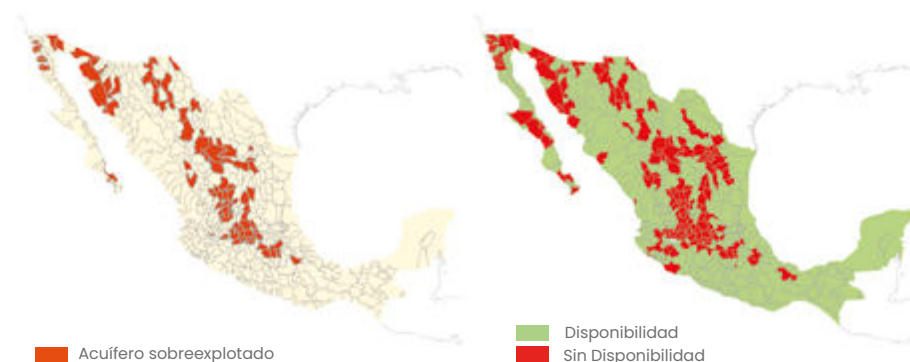 Acuífero sobreexplotado
Disponibilidad
Sin Disponibilidad